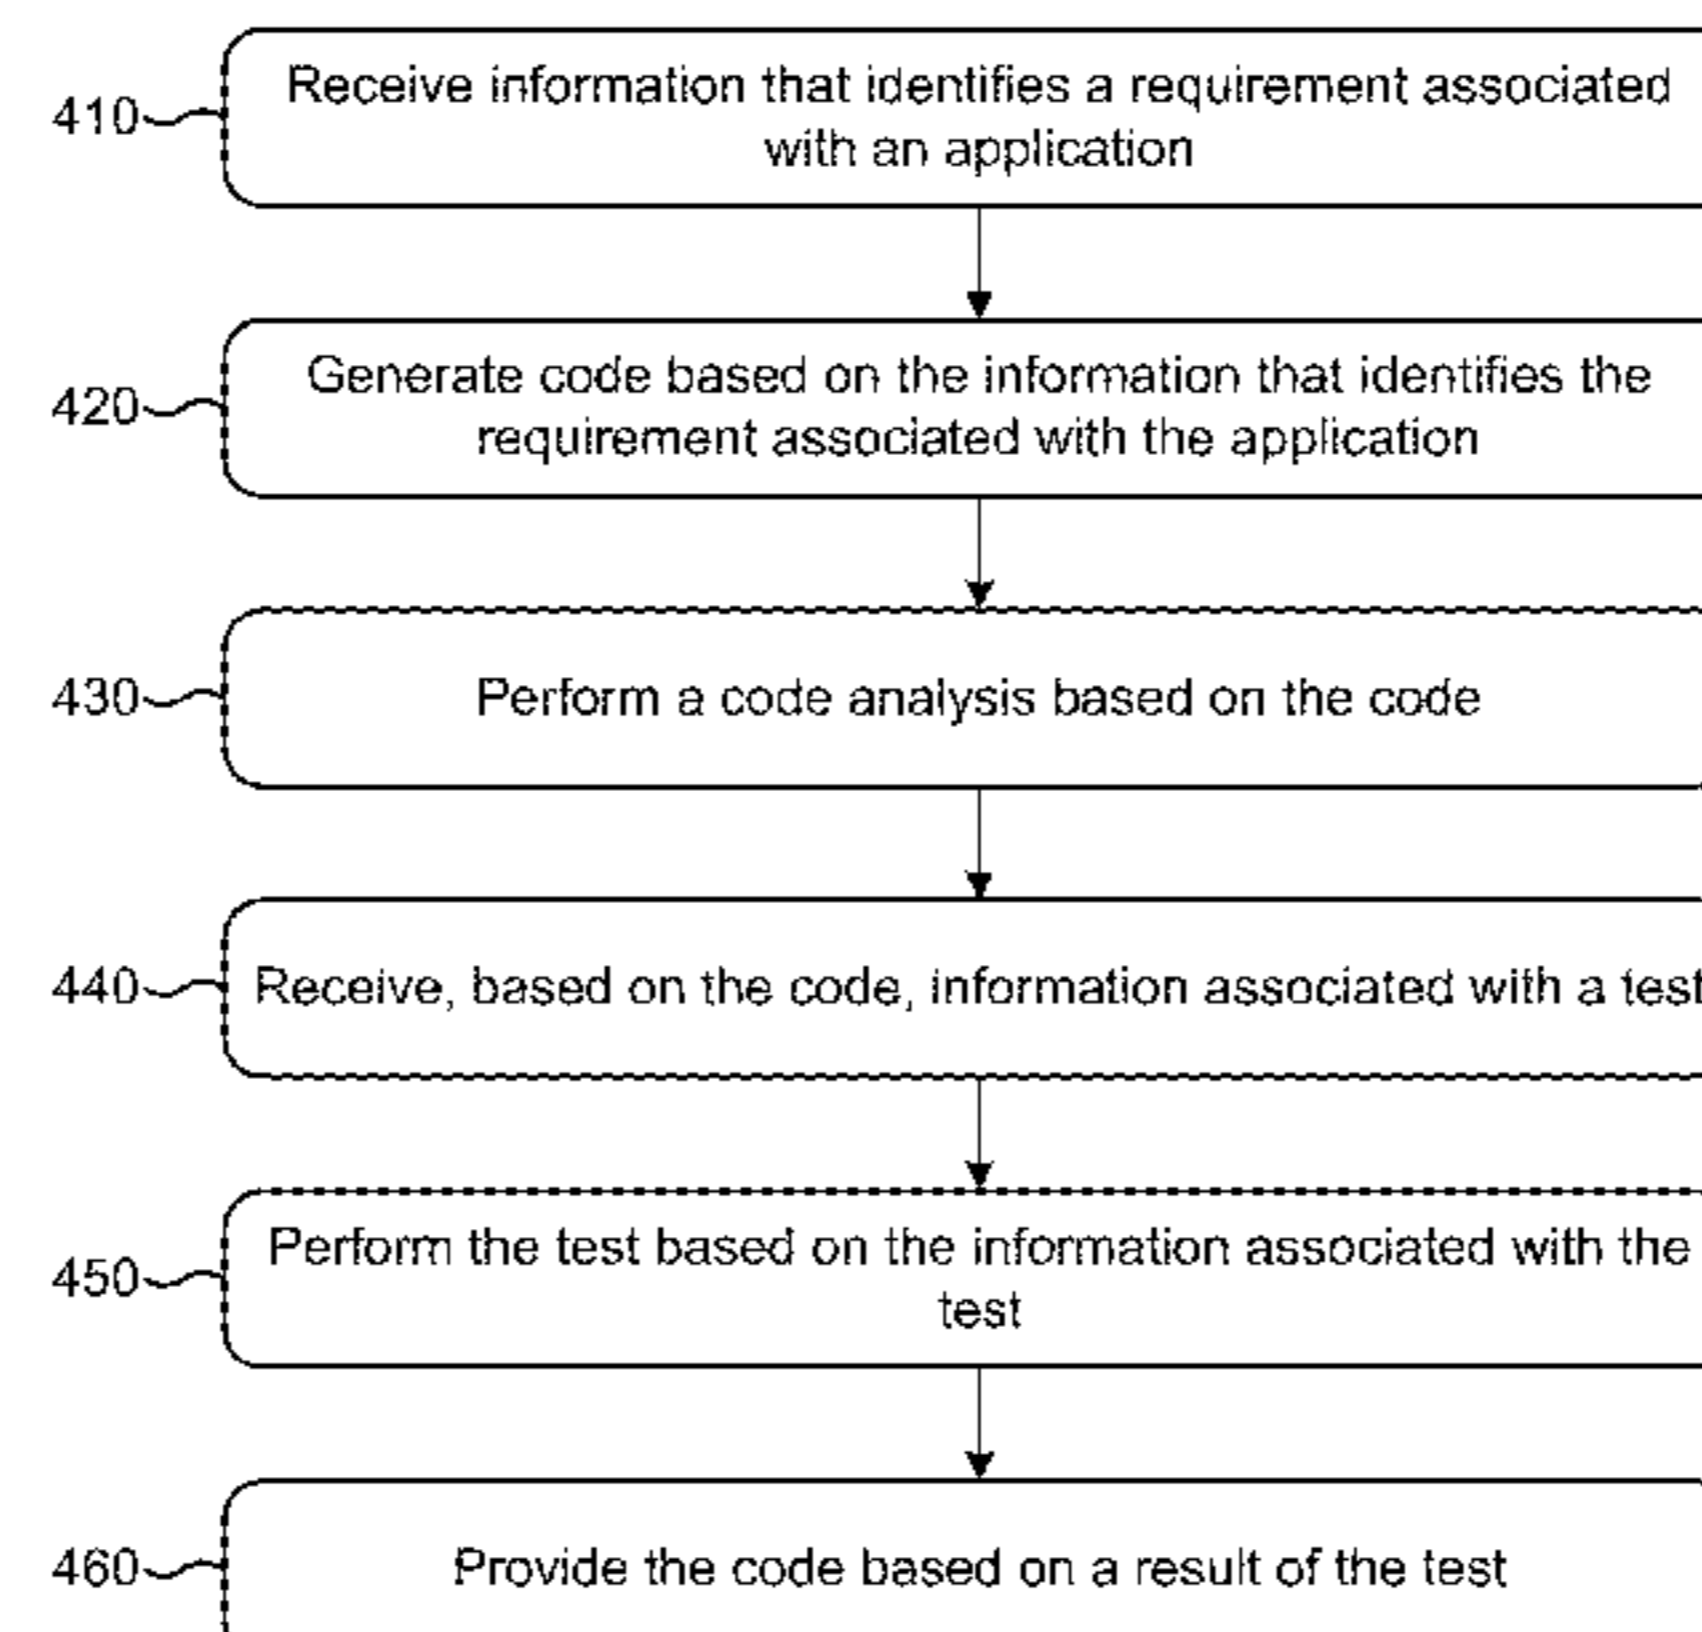 410
Receive information that identifies a requirement associated
with an application
420
Generate code based on the information that identifies the
requirement associated with the application
430
Perform a code analysis based on the code
440
Receive, based on the code, information associated with a test
450
Perform the test based on the information associated with the
test
460
Provide the code based on a result of the test